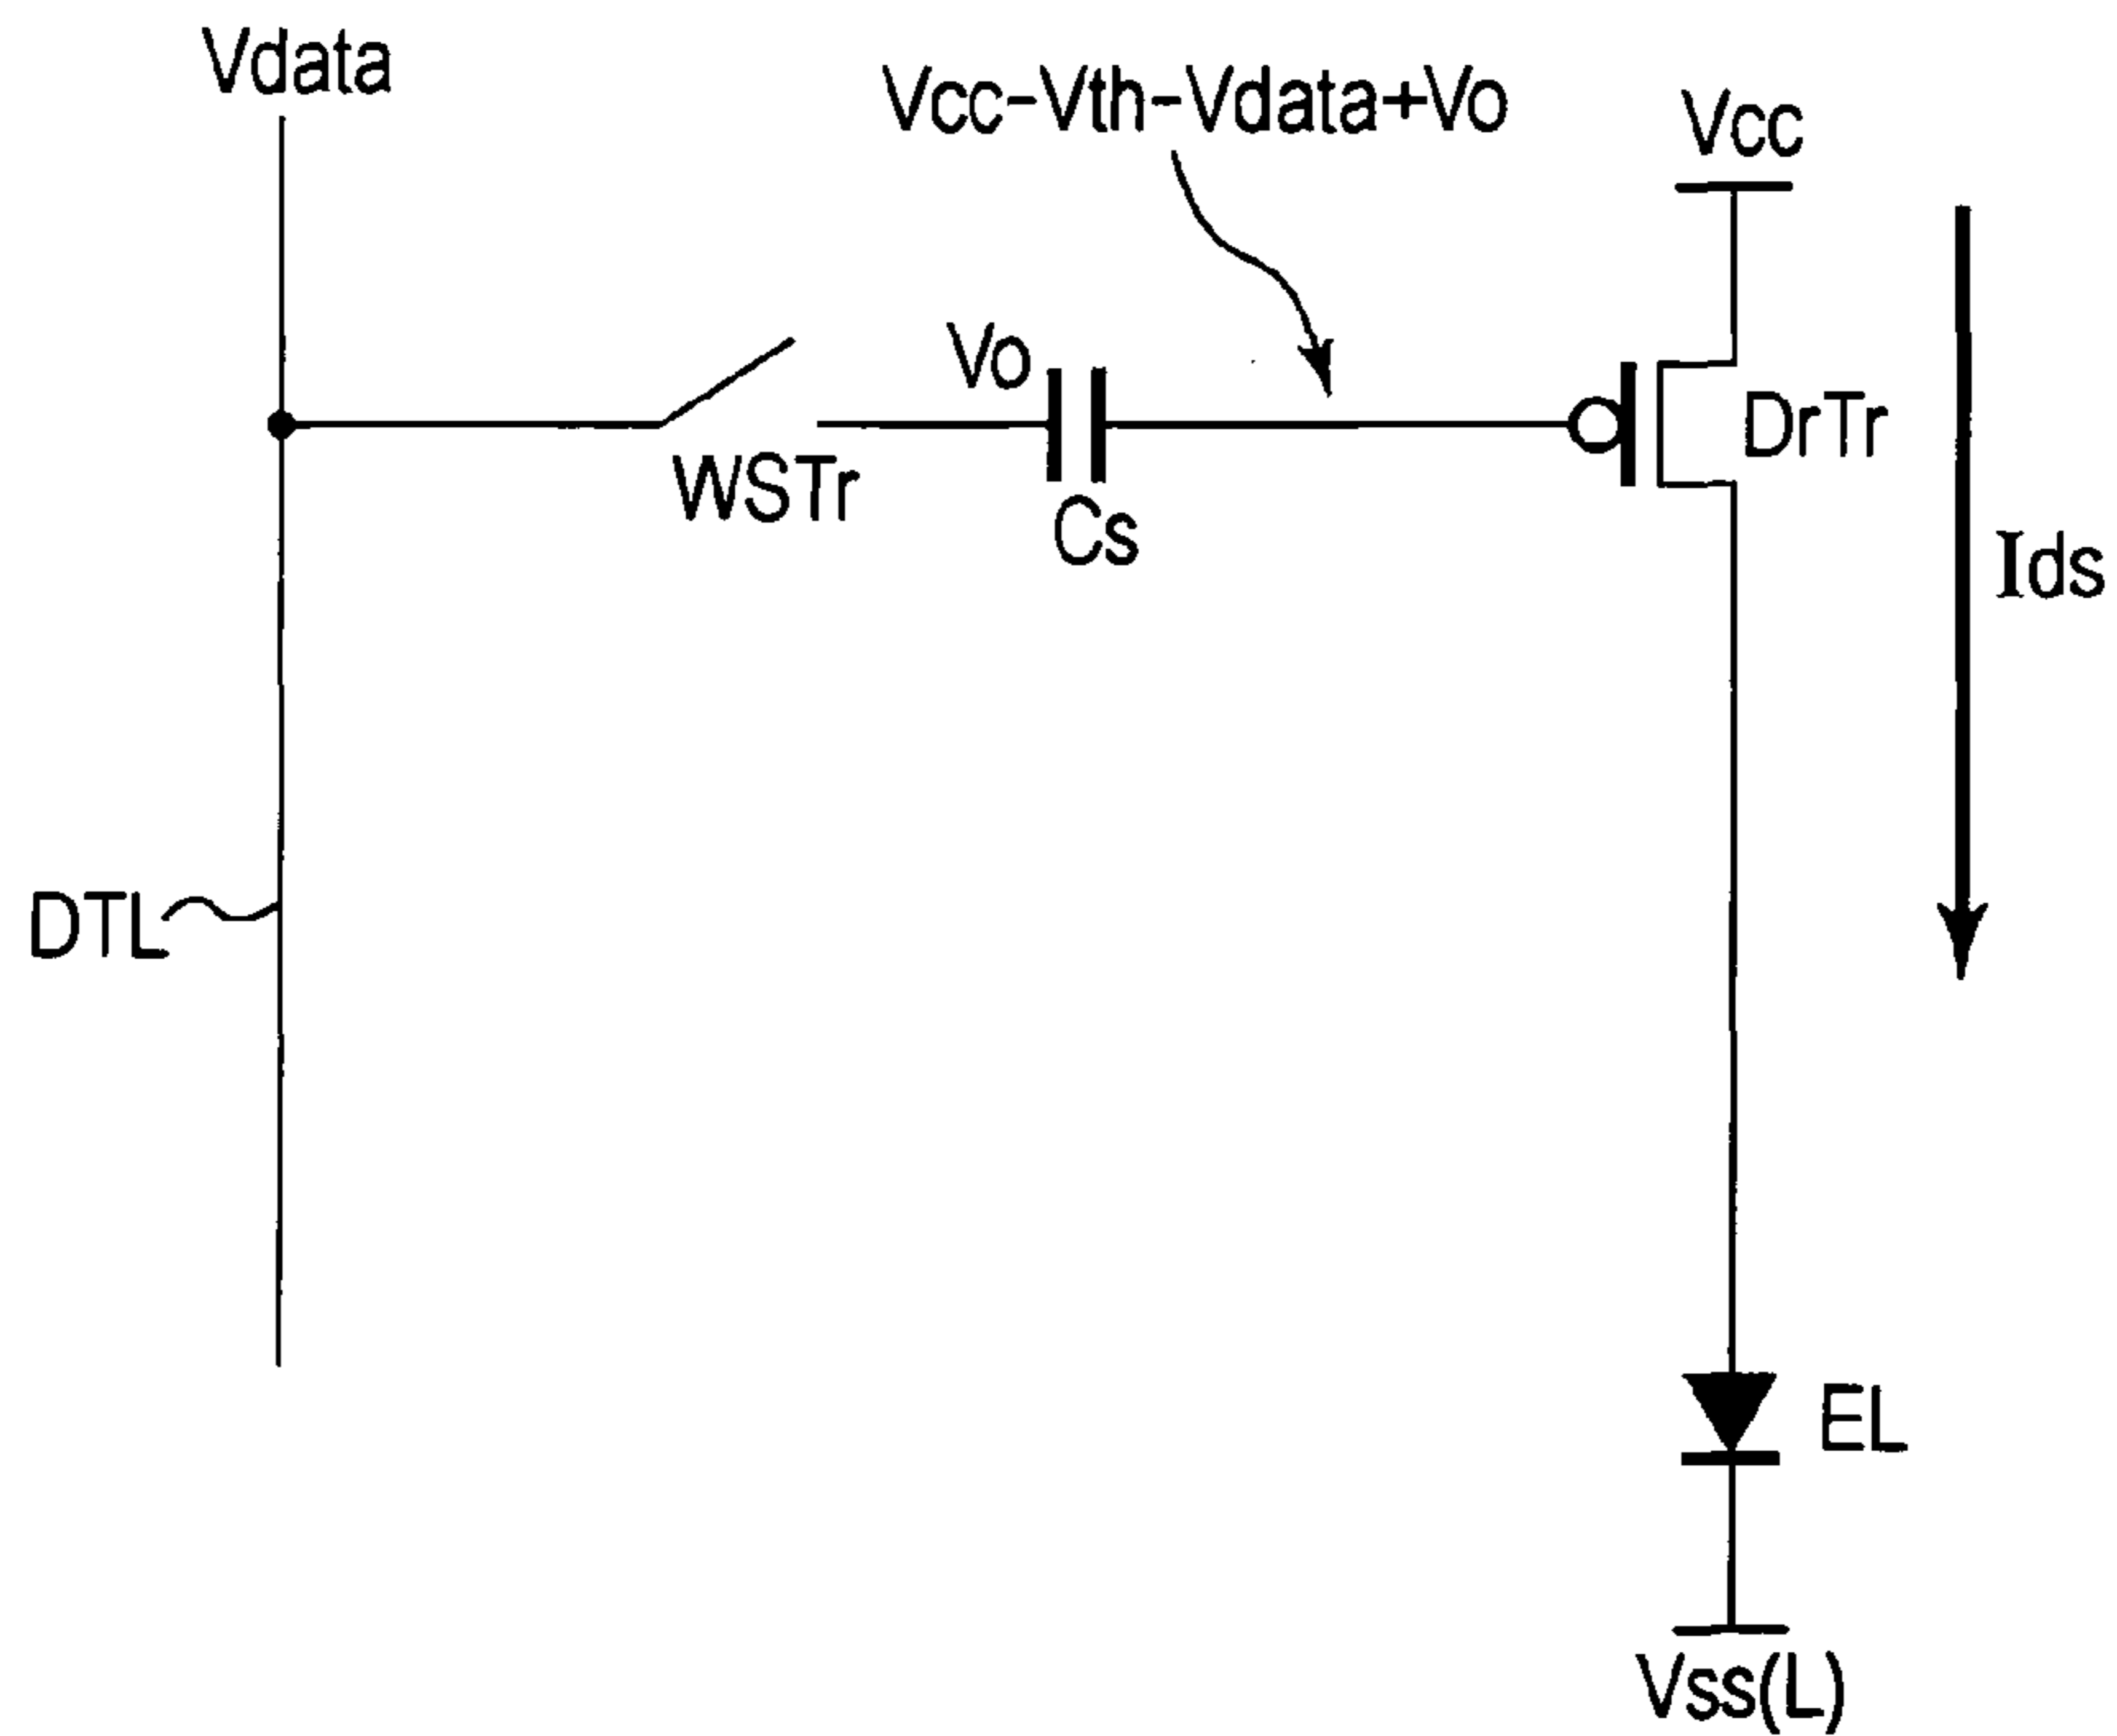 Vdata
Vcc-Vth-Vdata+Vo
Vcc
Vo
WSTr
Cs
DrTr
Ids
DTL
EL
Vss(L)